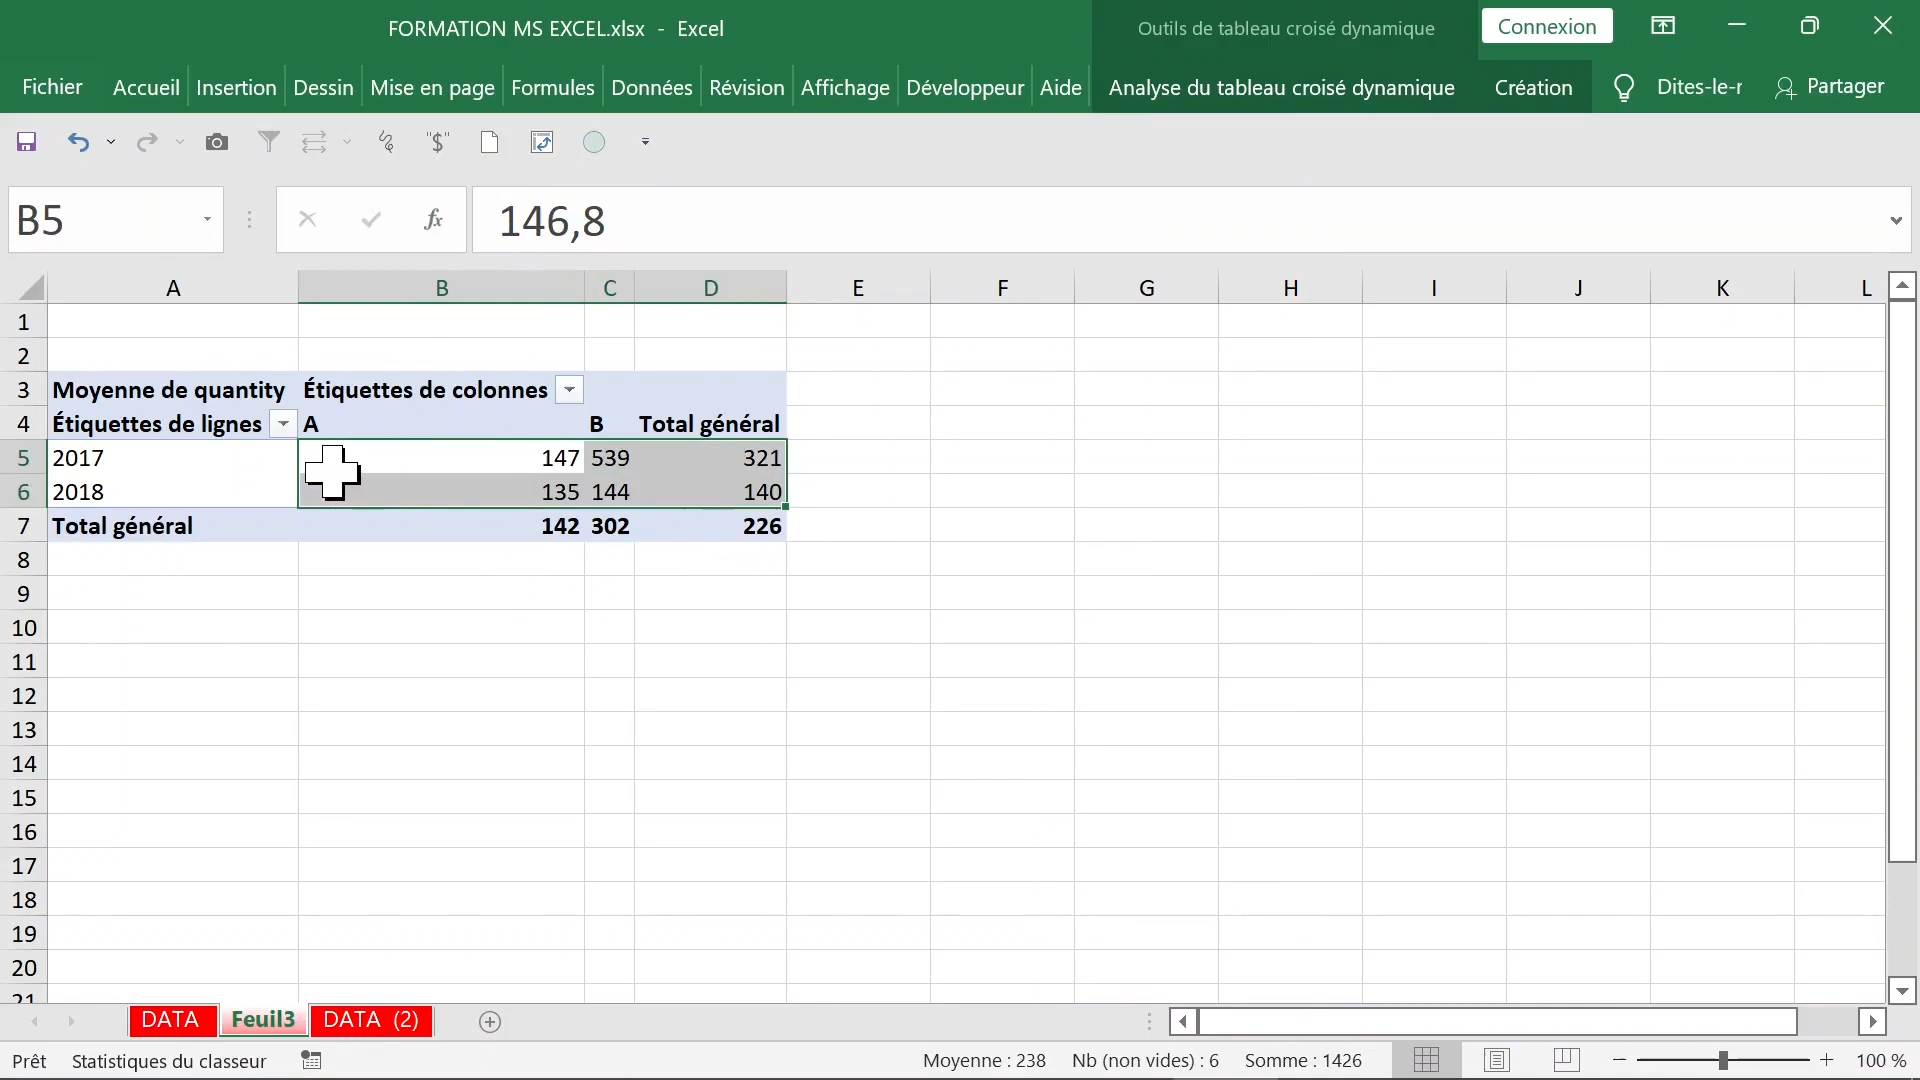 FORMATION MS EXCEL.xlsx - Excel
Outils de tableau croisé dynamique
Connexion
Fichier Accueil Insertion Dessin Mise en page Formules Données Révision Affichage Développeur Aide Analyse du tableau croisé dynamique Création Dites-le-r Partager
"$"
B5 fx 146,8
A B C D E F G H I J K L
1
2
3 Moyenne de quantity Étiquettes de colonnes
4 Étiquettes de lignes A B Total général
5 2017 147 539 321
6 2018 135 144 140
7 Total général 142 302 226
8
9
10
11
12
13
14
15
16
17
18
19
20
21
DATA Feuil3 DATA (2)
Prêt Statistiques du classeur Moyenne : 238 Nb (non vides) : 6 Somme : 1426 100 %